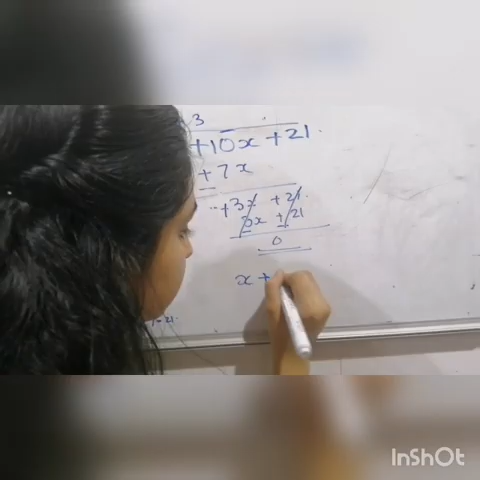 3
+10x +21.
+7x
+3x +21.
3x +21
0
x +
InShOt